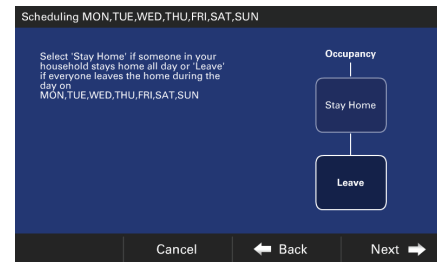 Scheduling MON,TUE,WED,THU,FRI,SAT,SUN
Select 'Stay Home' if someone in your
household stays home all day or 'Leave'
if everyone leaves the home during the
day on
MON,TUE,WED,THU,FRI,SAT,SUN
Occupancy
Stay Home
Leave
Cancel
Back
Next